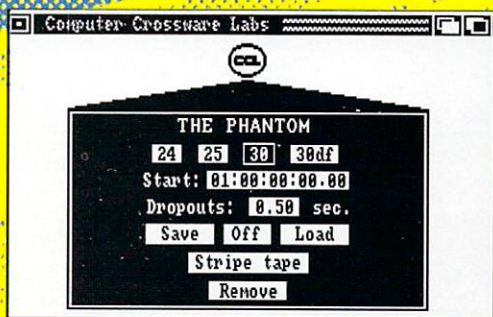 Computer Crossware Labs
CCL
THE PHANTOM
24 25 30 30df
Start: 01:00:00:00.00
Dropouts: 0.50 sec.
Save Off Load
Stripe tape
Remove